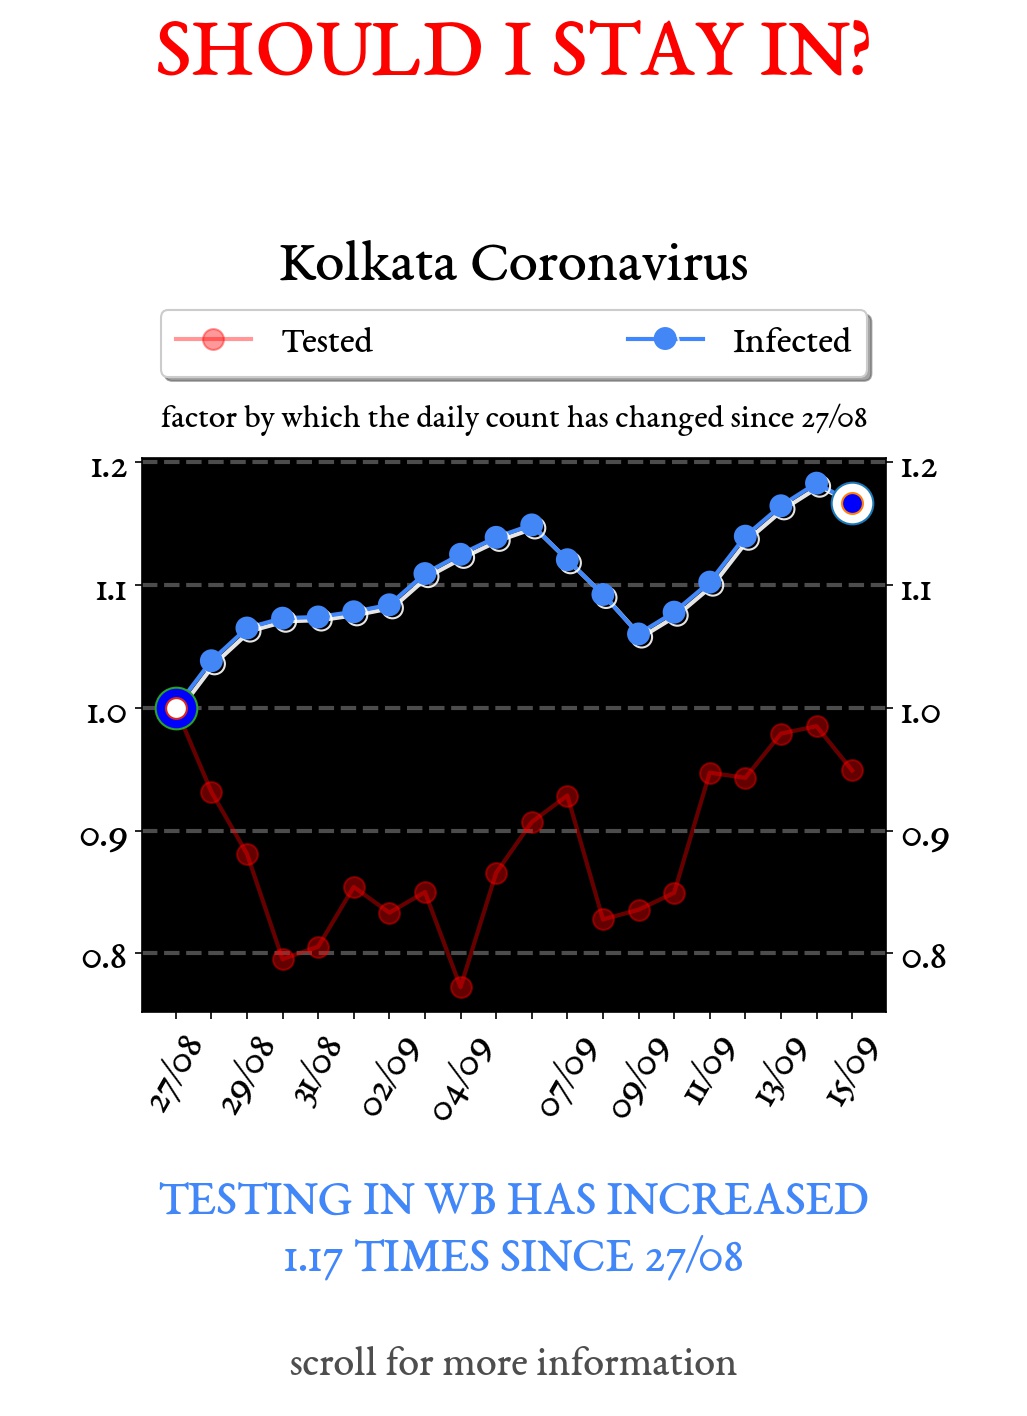 SHOULD I STAY IN?
Kolkata Coronavirus
Tested Infected
factor by which the daily count has changed since 27/08
1.2 1.2
1.1 1.1
1.0 1.0
0.9 0.9
0.8 0.8
27/08 29/08 31/08 02/09 04/09 07/09 09/09 11/09 13/09 15/09
TESTING IN WB HAS INCREASED
1.17 TIMES SINCE 27/08
scroll for more information